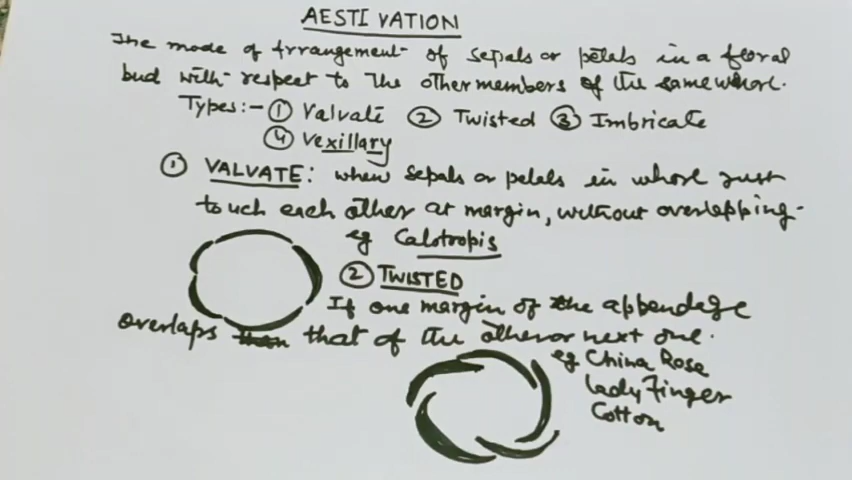 AESTIVATION
The mode of arrangement of sepals or petals in a floral
bud with respect to the other members of the same whorl.
Types:- ① Valvate ② Twisted ③ Imbricate
④ Vexillary
① VALVATE: when sepals or petals in whorl just
touch each other at margin, without overlapping.
eg Calotropis
② TWISTED
If one margin of the appendage
overlaps that of the other or next one.
eg China Rose
Lady Finger
Cotton